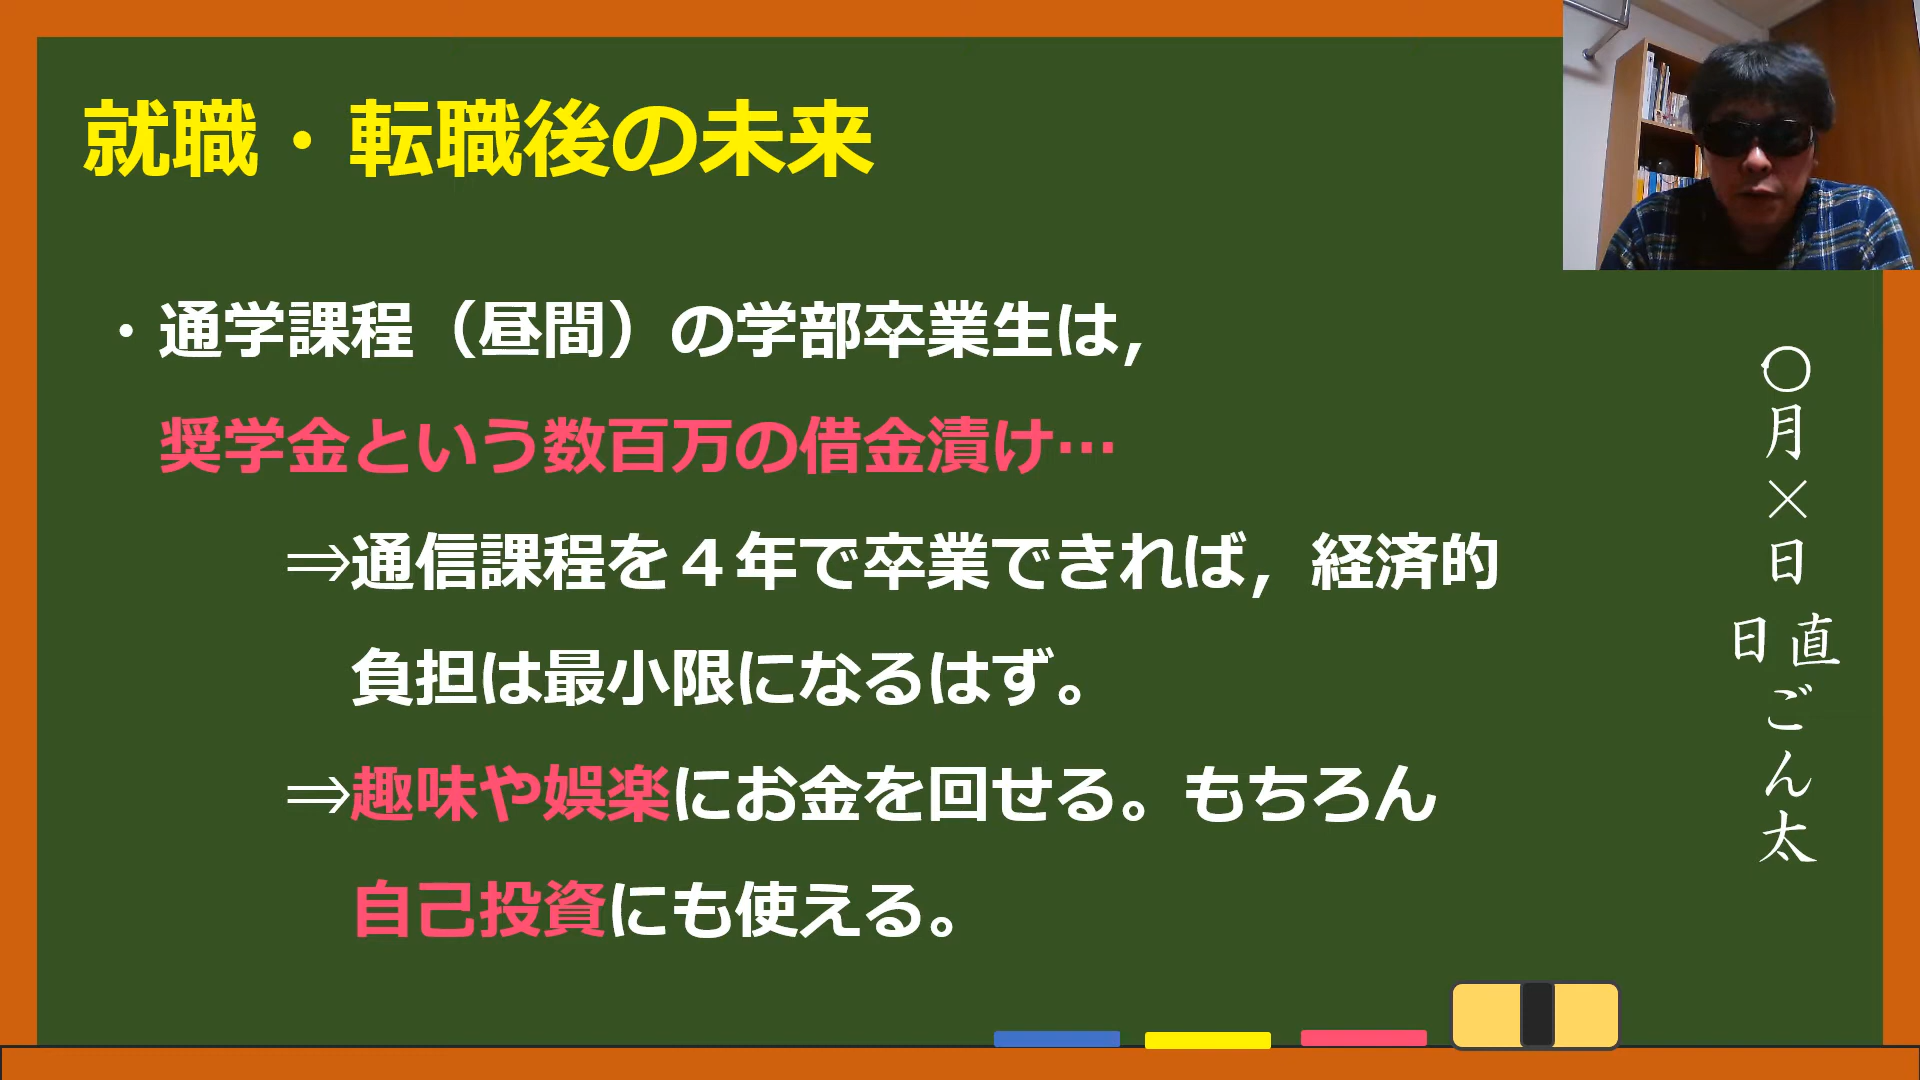 就職・転職後の未来
・通学課程（昼間）の学部卒業生は，
奨学金という数百万の借金漬け…
⇒通信課程を４年で卒業できれば，経済的
負担は最小限になるはず。
⇒趣味や娯楽にお金を回せる。もちろん
自己投資にも使える。
〇月×日
日直
ごん太